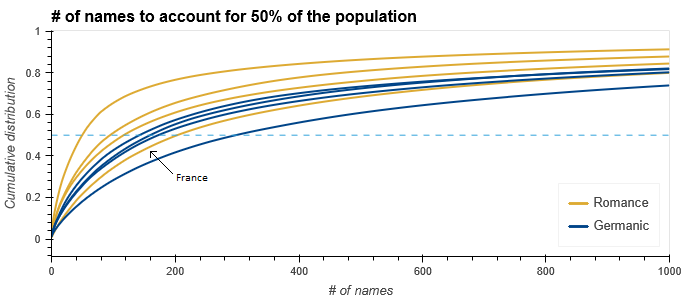 # of names to account for 50% of the population
Cumulative distribution
1
0.8
0.6
0.4
0.2
0
France
Romance
Germanic
0 200 400 600 800 1000
# of names